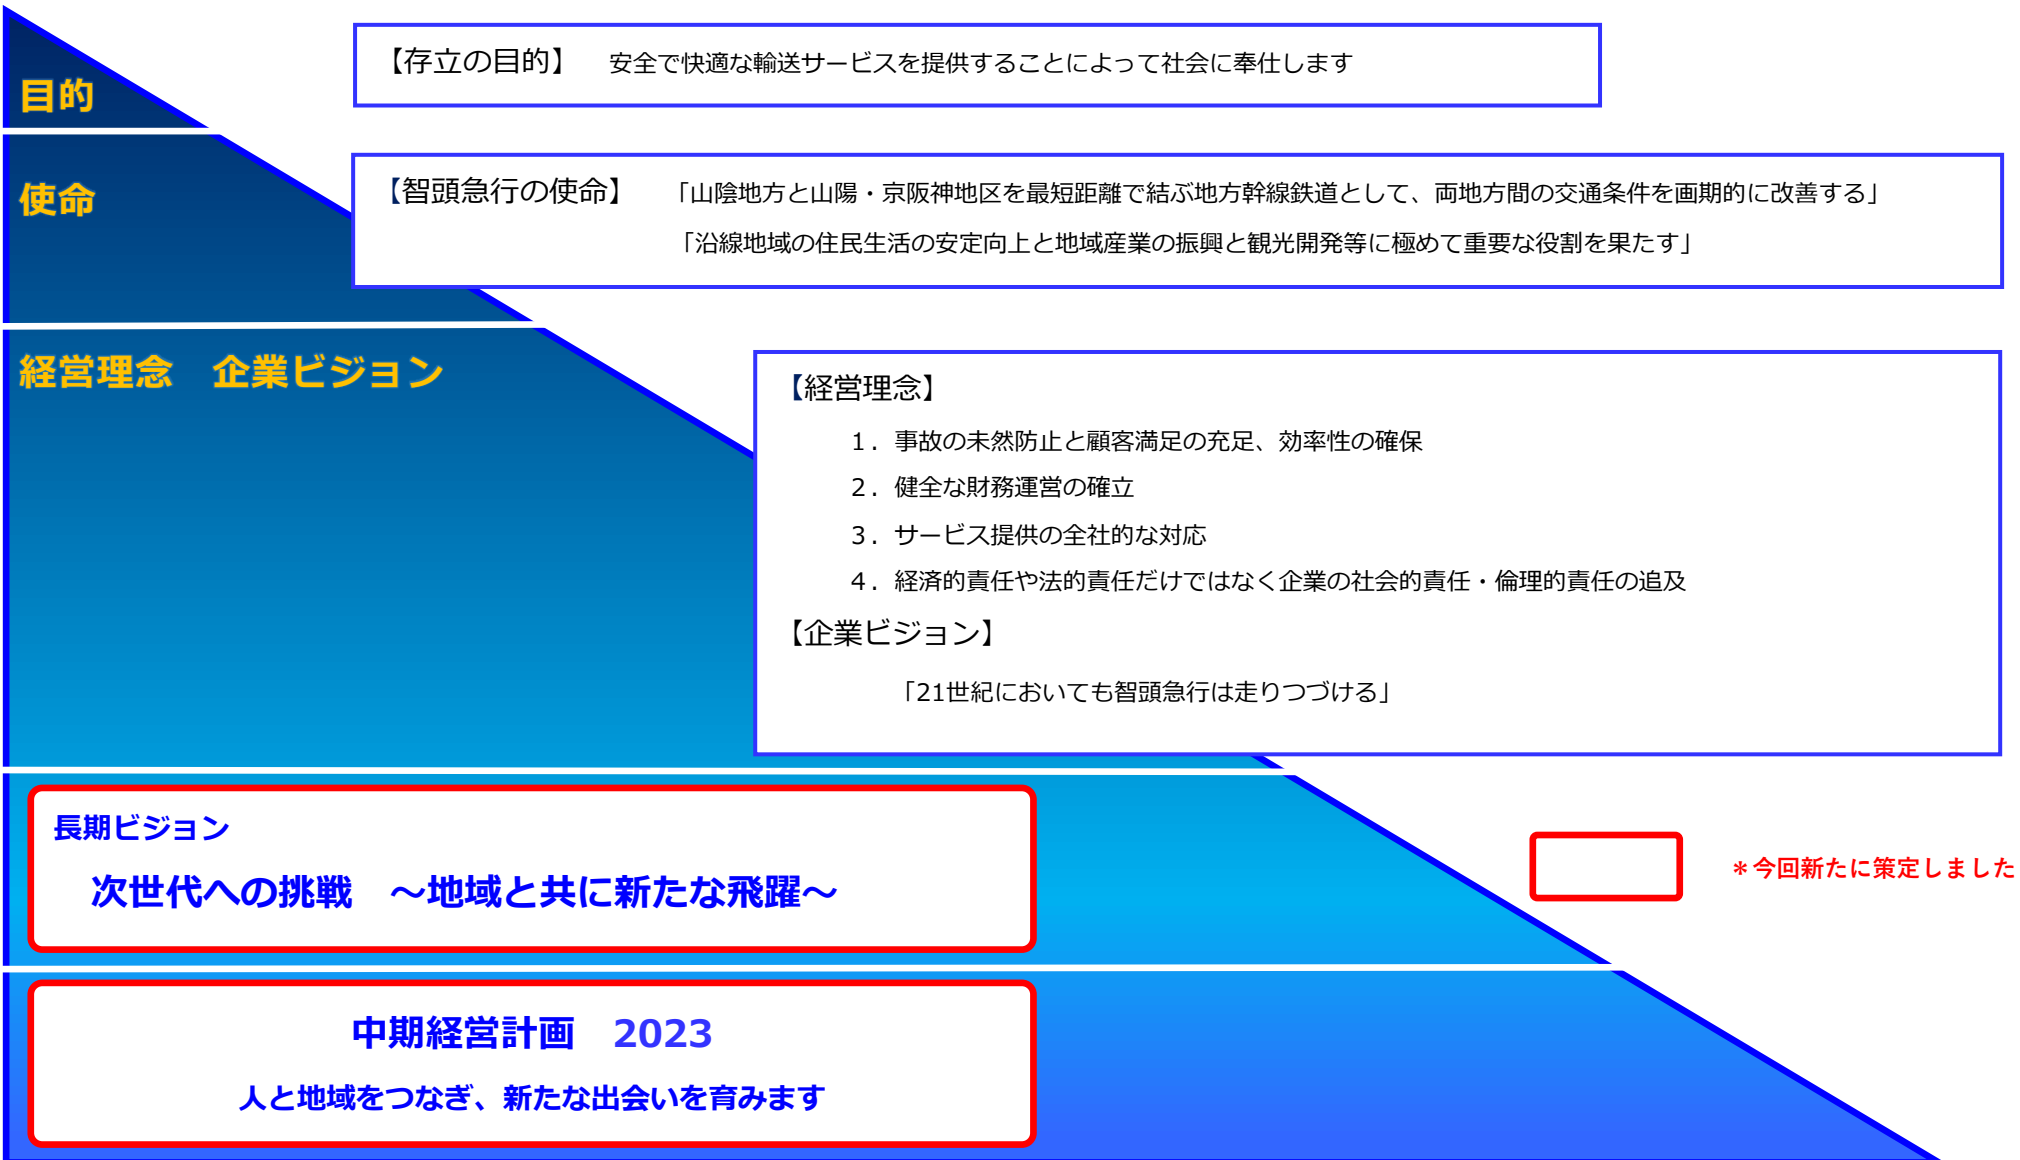 目的
【存立の目的】　安全で快適な輸送サービスを提供することによって社会に奉仕します
使命
【智頭急行の使命】　「山陰地方と山陽・京阪神地区を最短距離で結ぶ地方幹線鉄道として、両地方間の交通条件を画期的に改善する」
「沿線地域の住民生活の安定向上と地域産業の振興と観光開発等に極めて重要な役割を果たす」
経営理念　企業ビジョン
【経営理念】
１．事故の未然防止と顧客満足の充足、効率性の確保
２．健全な財務運営の確立
３．サービス提供の全社的な対応
４．経済的責任や法的責任だけではなく企業の社会的責任・倫理的責任の追及
【企業ビジョン】
「21世紀においても智頭急行は走りつづける」
長期ビジョン
次世代への挑戦　～地域と共に新たな飛躍～
＊今回新たに策定しました
中期経営計画　2023
人と地域をつなぎ、新たな出会いを育みます